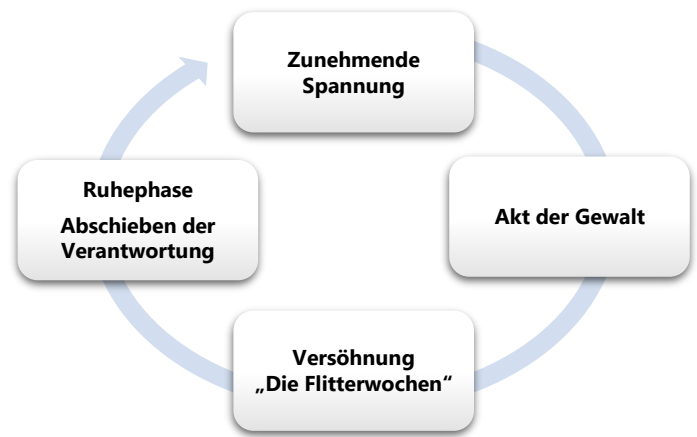 Zunehmende
Spannung
Akt der Gewalt
Versöhnung
„Die Flitterwochen“
Ruhephase
Abschieben der
Verantwortung